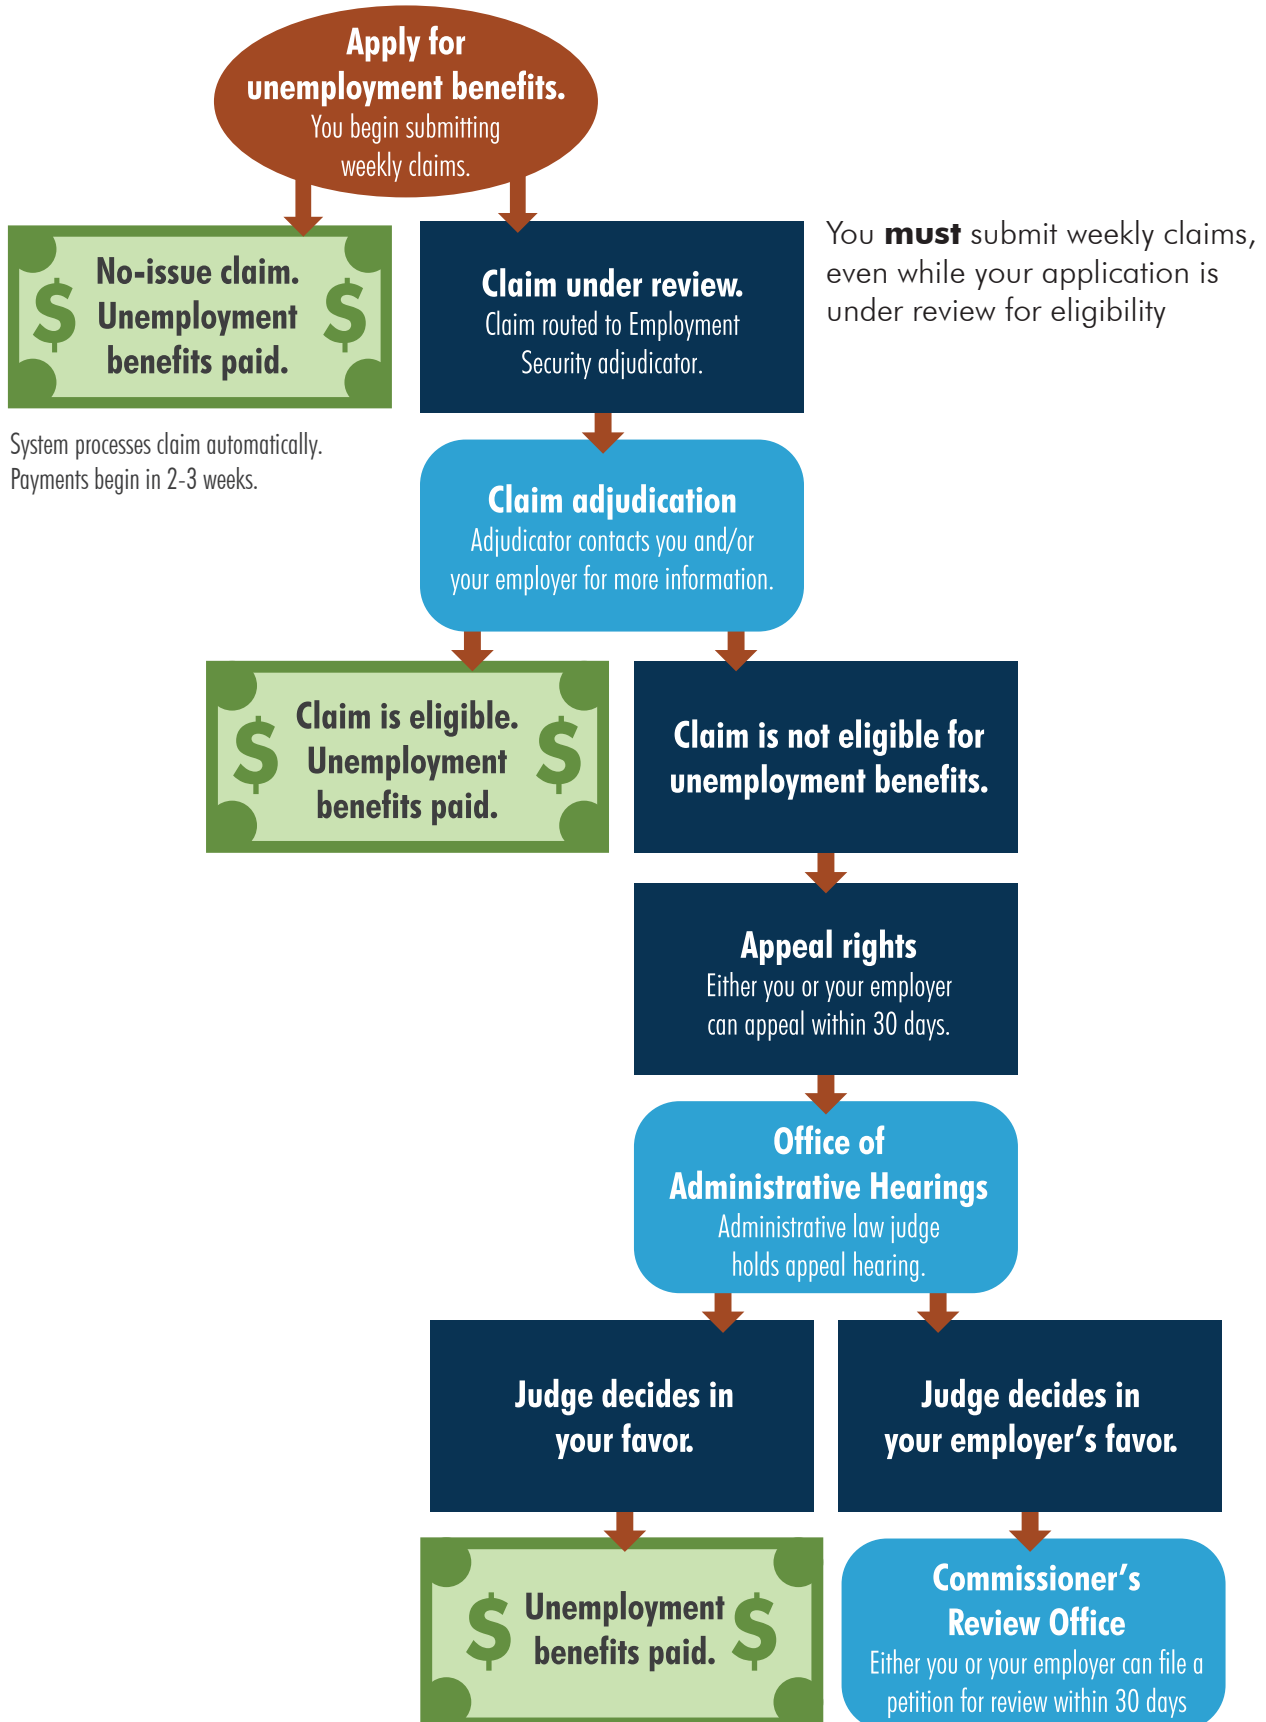 Apply for
unemployment benefits.
You begin submitting
weekly claims.
No-issue claim.
Unemployment
benefits paid.
$
$
System processes claim automatically.
Payments begin in 2-3 weeks.
Claim under review.
Claim routed to Employment
Security adjudicator.
You must submit weekly claims,
even while your application is
under review for eligibility
Claim adjudication
Adjudicator contacts you and/or
your employer for more information.
Claim is eligible.
Unemployment
benefits paid.
$
$
Claim is not eligible for
unemployment benefits.
Appeal rights
Either you or your employer
can appeal within 30 days.
Office of
Administrative Hearings
Administrative law judge
holds appeal hearing.
Judge decides in
your favor.
Judge decides in
your employer's favor.
Unemployment
benefits paid.
$
$
Commissioner's
Review Office
Either you or your employer can file a
petition for review within 30 days